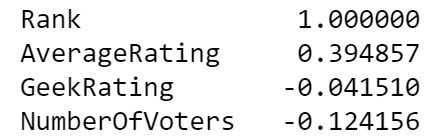 Rank 1.000000
AverageRating 0.394857
GeekRating -0.041510
NumberOfVoters -0.124156